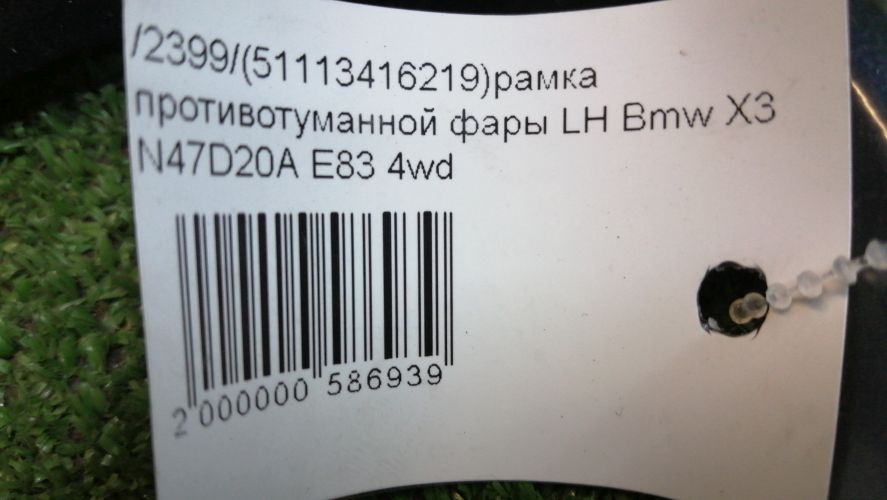 /2399/(51113416219)рамка
противотуманной фары LH Bmw X3
N47D20A E83 4wd
2 000000 586939